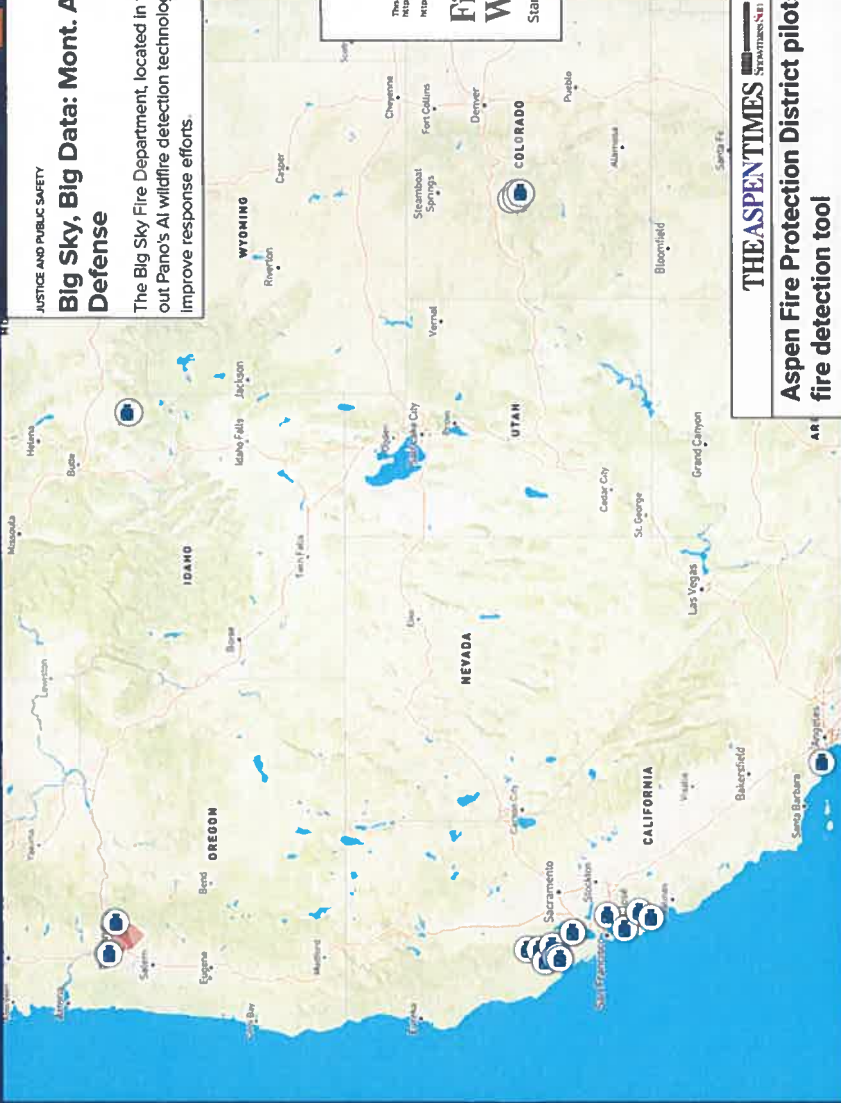 JUSTICE AND PUBLIC SAFETY
Big Sky, Big Data: Mont. A
Defense
The Big Sky Fire Department, located in
out Pano's AI wildfire detection technolog
improve response efforts.
THE ASPEN TIMES
Aspen Fire Protection District pilot
fire detection tool
This
Star
Missoula
Helena
Butte
Lewiston
Yakima
Astoria
Salem
Eugene
Bend
OREGON
Medford
Coos Bay
Eureka
IDAHO
Boise
Idaho Falls
Jackson
Twin Falls
WYOMING
Riverton
Casper
Cheyenne
Fort Collins
Denver
Steamboat
Springs
COLORADO
Pueblo
Alamosa
Santa Fe
Bloomfield
Vernal
Ogden
Salt Lake City
Provo
UTAH
Cedar City
St. George
Grand Canyon
Elko
NEVADA
Las Vegas
Carson City
Sacramento
Stockton
San Francisco
CALIFORNIA
Visalia
Bakersfield
Santa Barbara
Angeles